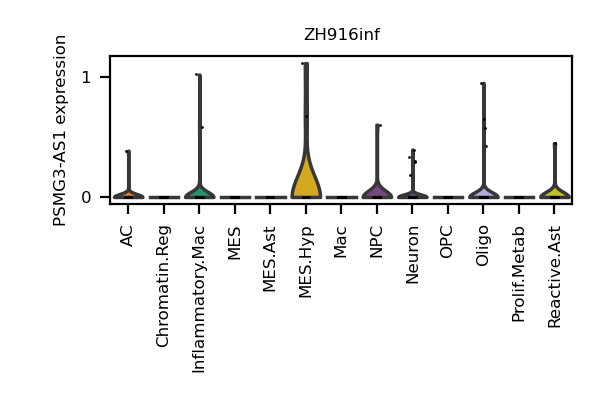 ZH916inf
PSMG3-AS1 expression
1
0
AC
Chromatin.Reg
Inflammatory.Mac
MES
MES.Ast
MES.Hyp
Mac
NPC
Neuron
OPC
Oligo
Prolif.Metab
Reactive.Ast